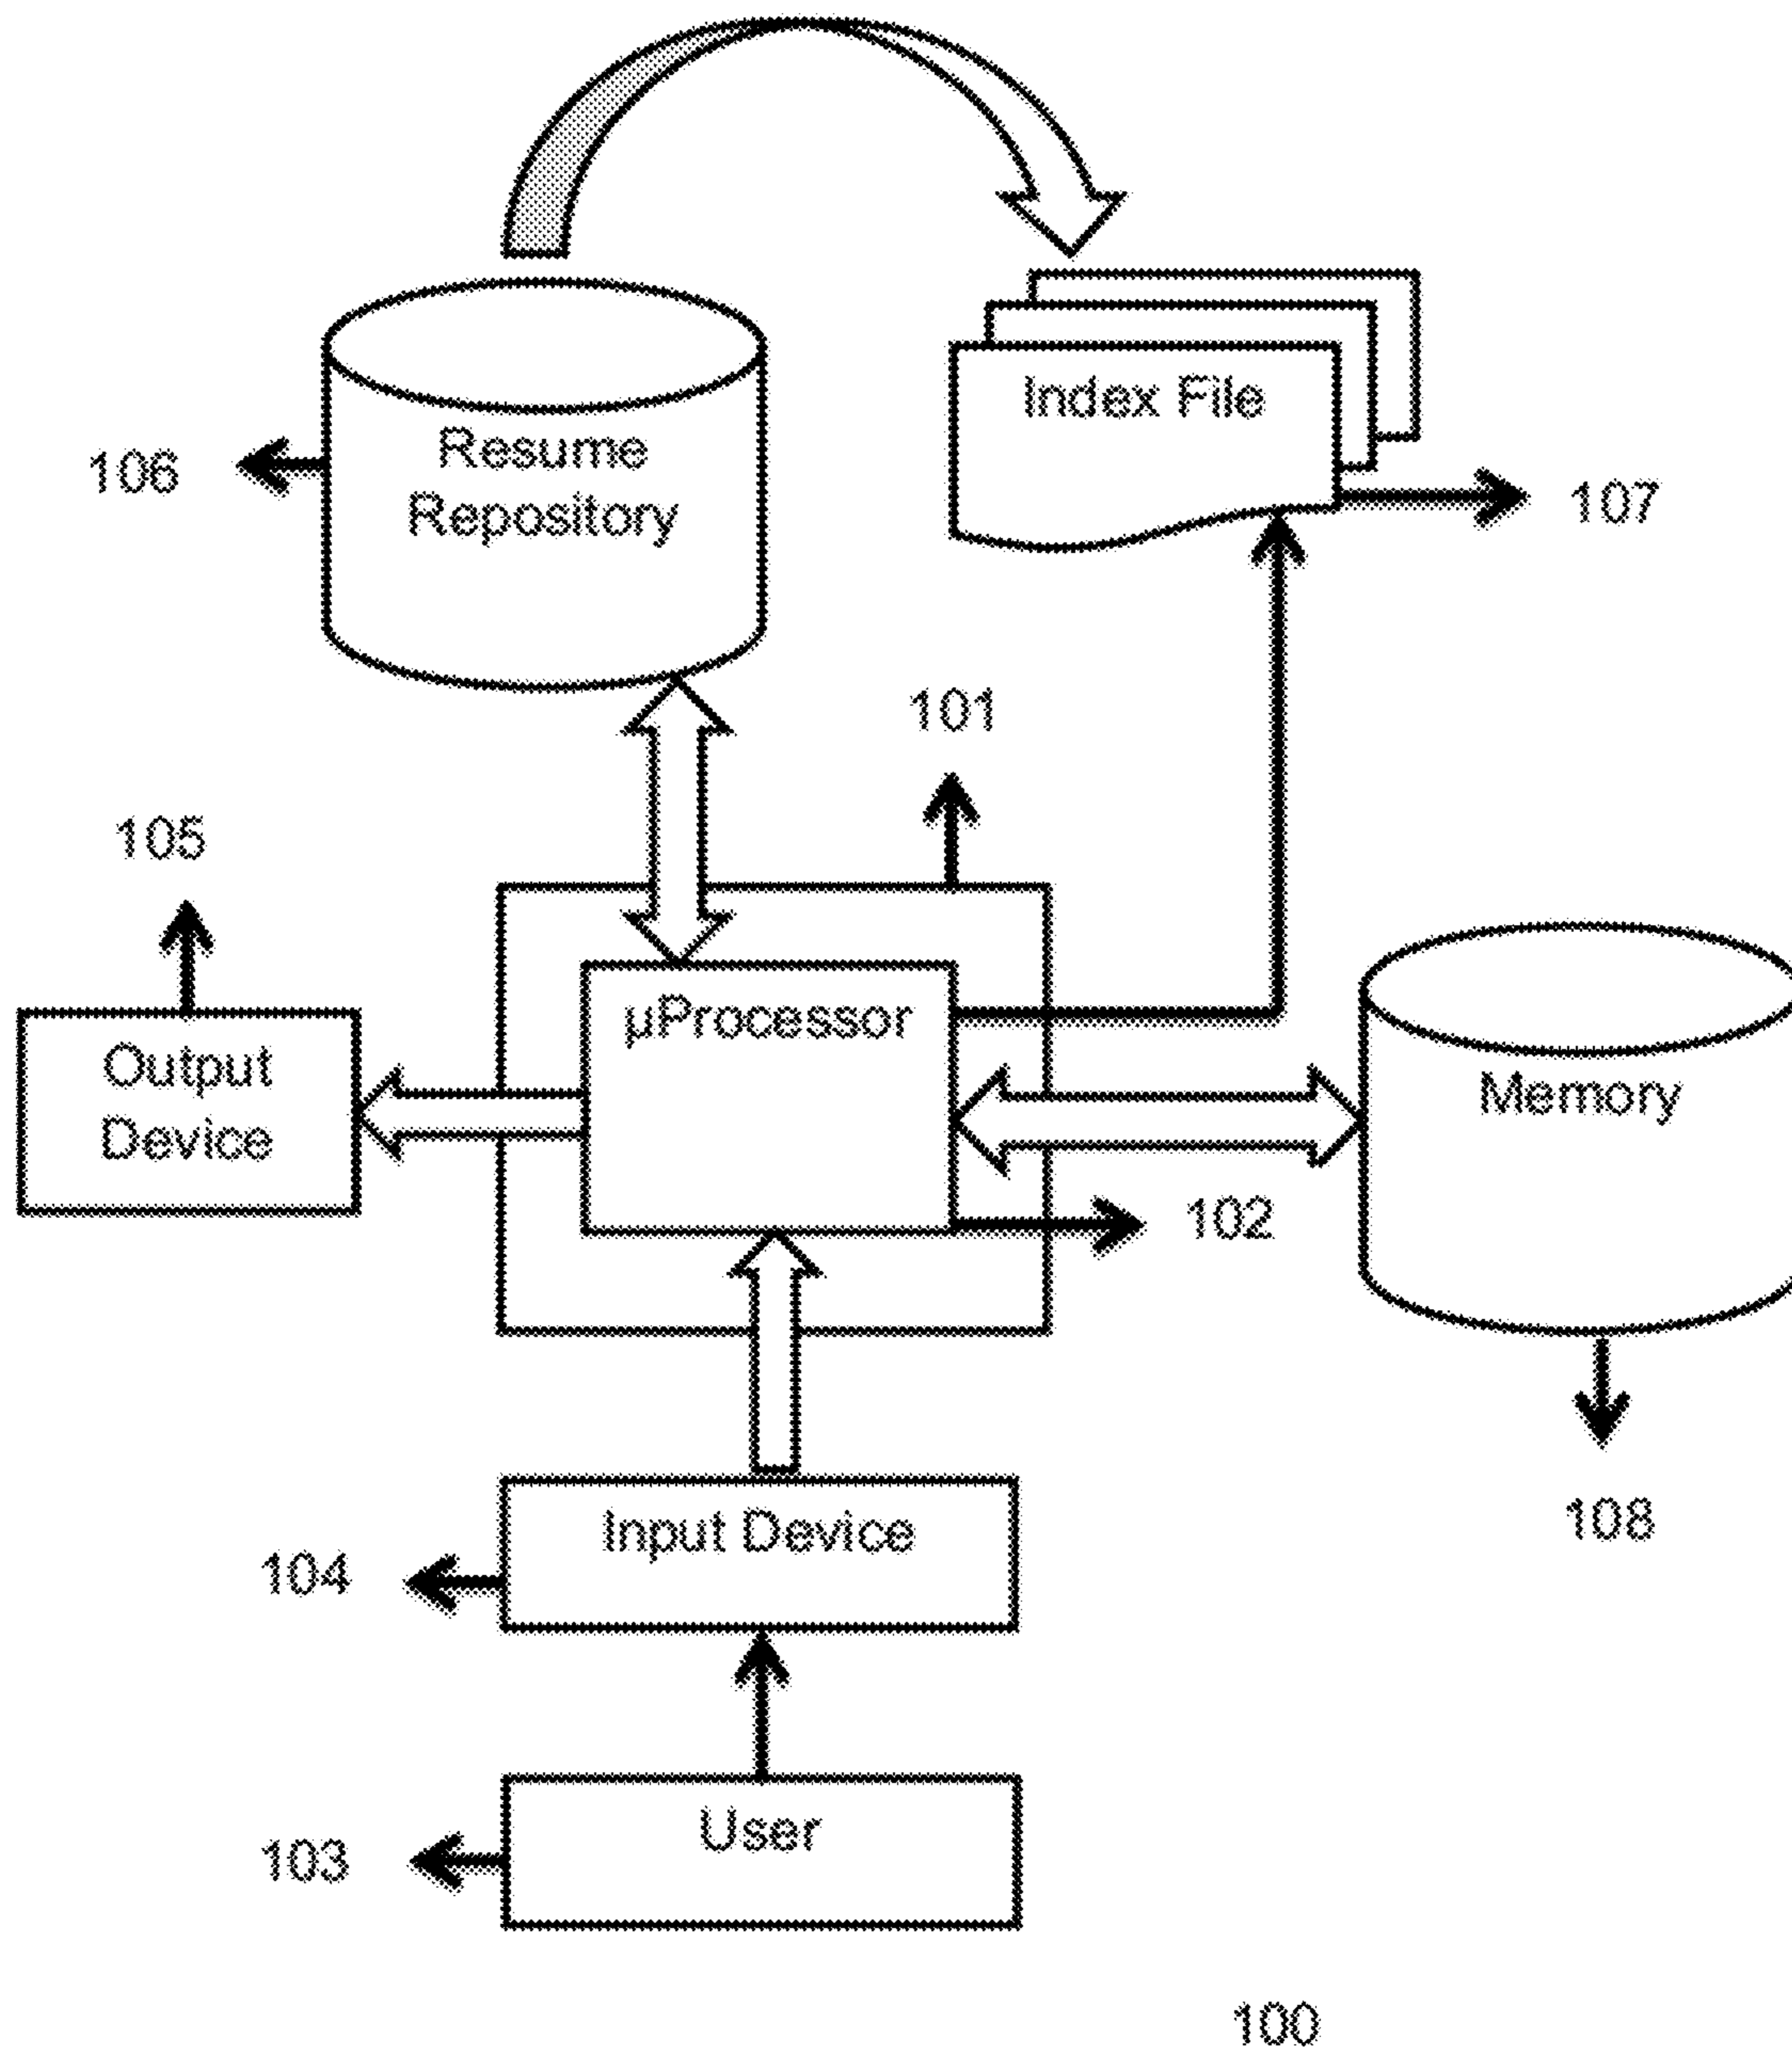 Index File
106
Resume
Repository
107
101
105
µProcessor
Output
Device
Memory
102
Input Device
104
108
User
103
100